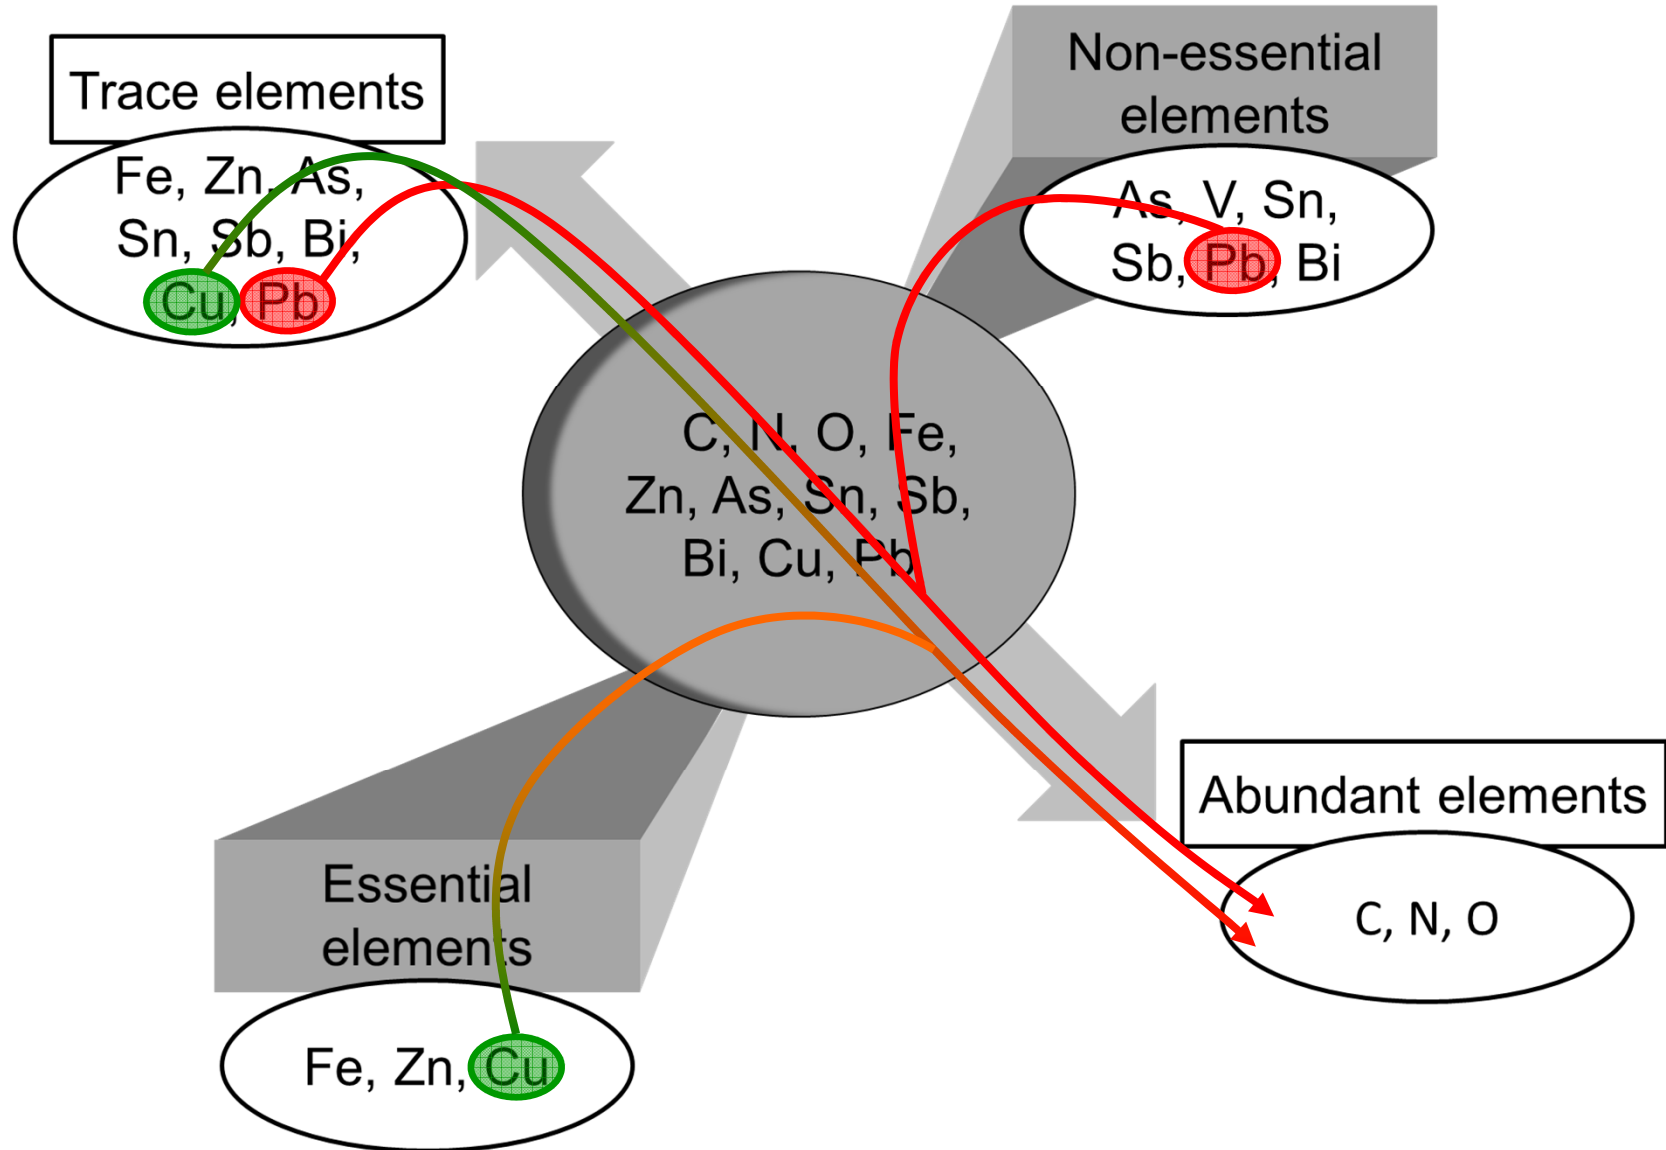 Trace elements
Fe, Zn, As,
Sn, Sb, Bi,
Cu, Pb
Non-essential
elements
As, V, Sn,
Sb, Pb, Bi
C, N, O, Fe,
Zn, As, Sn, Sb,
Bi, Cu, Pb
Abundant elements
C, N, O
Essential
elements
Fe, Zn, Cu